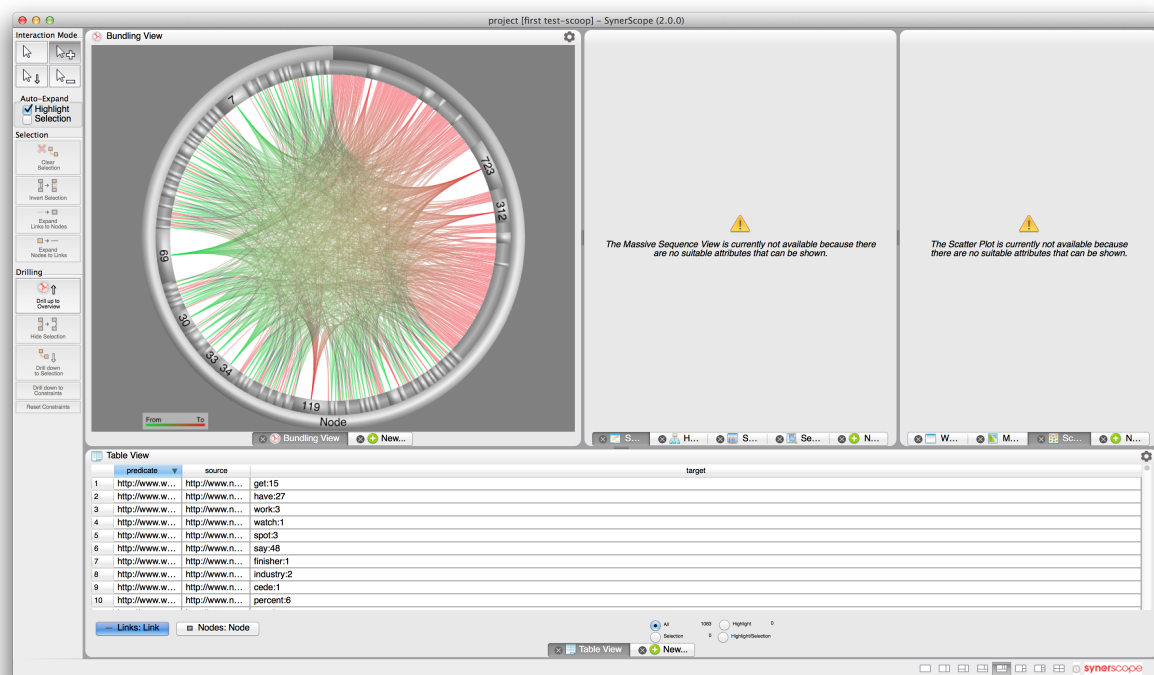 project [first test-scoop] – SynerScope (2.0.0)
Interaction Mode
Auto-Expand
Highlight
Selection
Selection
Clear
Selection
Invert Selection
Expand
Links to Nodes
Expand
Nodes to Links
Drilling
Drill up to
Overview
Hide Selection
Drill down
to Selection
Drill down to
Constraints
Reset Constraints
Bundling View
7
723
312
69
30
33
34
119
Node
From To
Bundling View New...
The Massive Sequence View is currently not available because there
are no suitable attributes that can be shown.
S... H... S... Se... N...
The Scatter Plot is currently not available because
there are no suitable attributes that can be shown.
W... M... Sc... N...
Table View
predicate source target
1 http://www.w... http://www.n... get:15
2 http://www.w... http://www.n... have:27
3 http://www.w... http://www.n... work:3
4 http://www.w... http://www.n... watch:1
5 http://www.w... http://www.n... spot:3
6 http://www.w... http://www.n... say:48
7 http://www.w... http://www.n... finisher:1
8 http://www.w... http://www.n... industry:2
9 http://www.w... http://www.n... cede:1
10 http://www.w... http://www.n... percent:6
Links: Link Nodes: Node
All 1083 Highlight 0
Selection 0 Highlight/Selection
Table View New...
synerscope